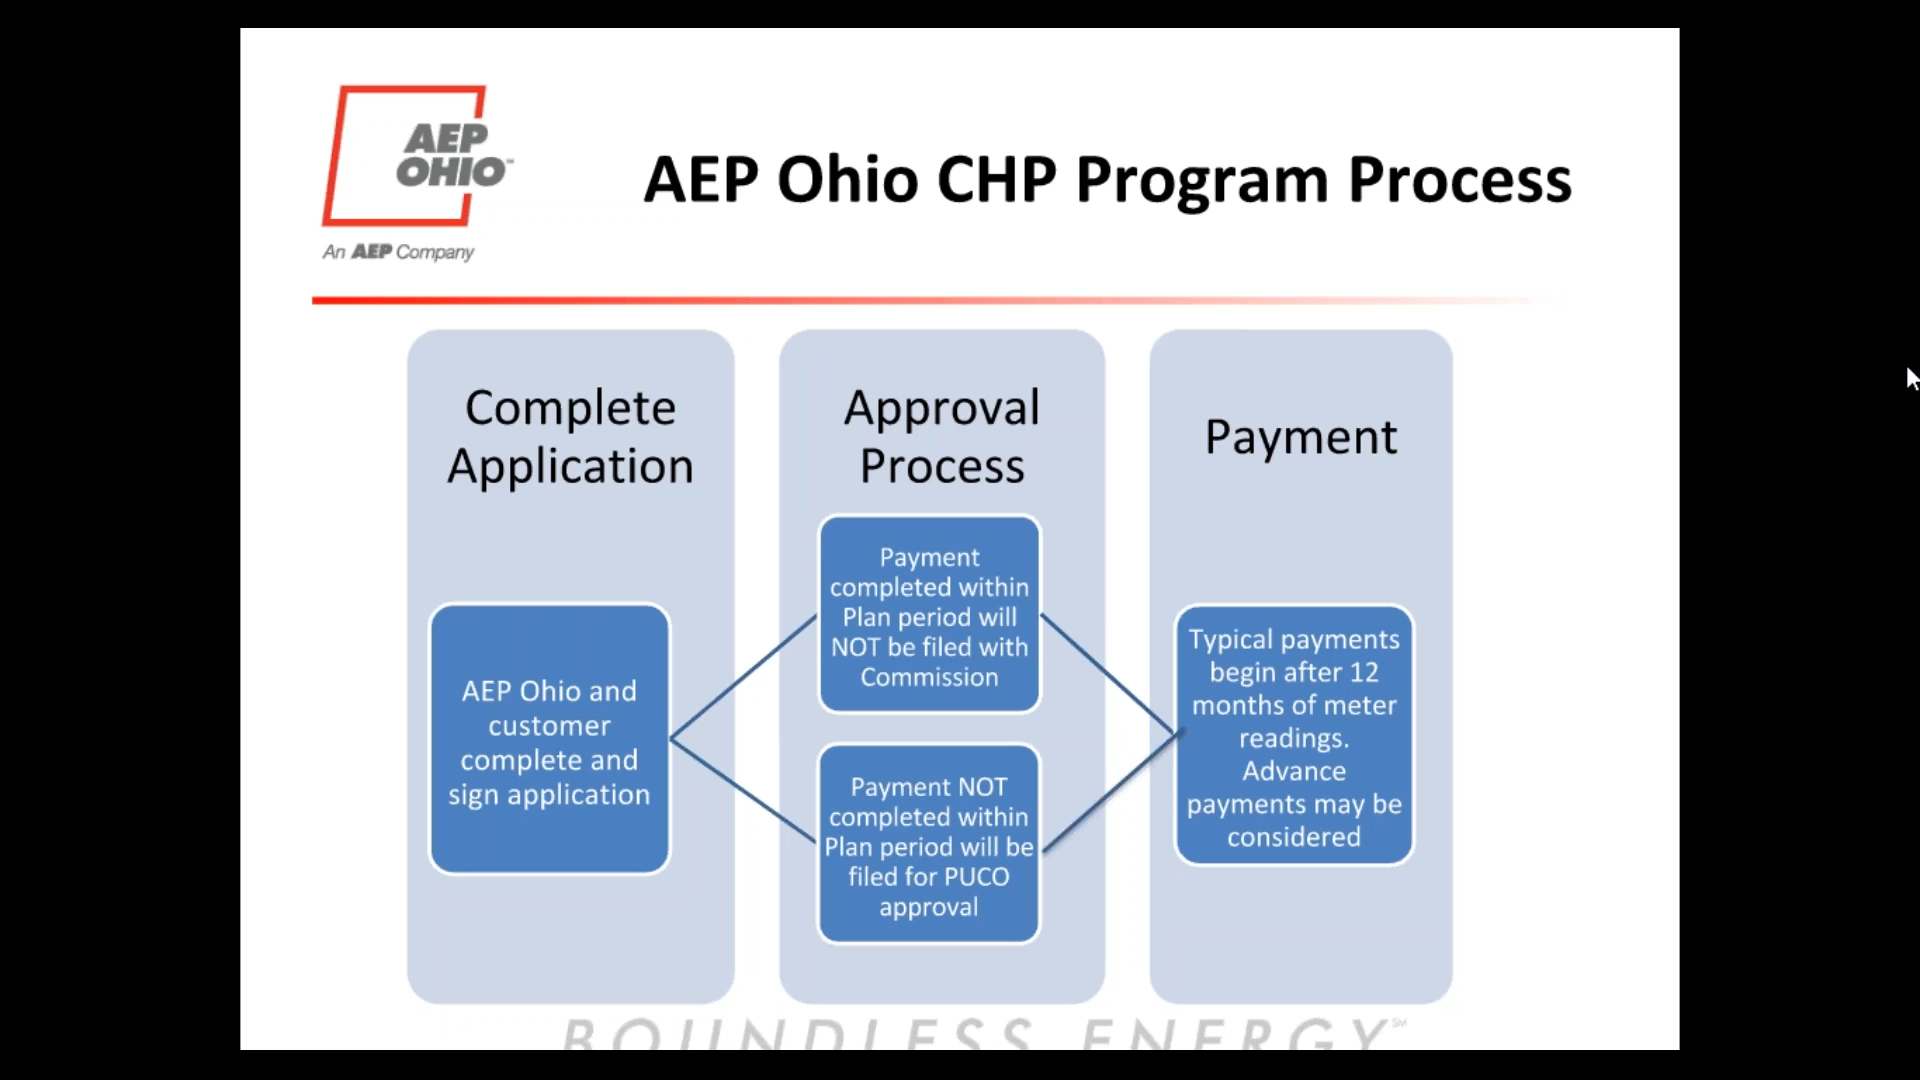 AEP
OHIO™
An AEP Company
AEP Ohio CHP Program Process
Complete
Application
AEP Ohio and
customer
complete and
sign application
Approval
Process
Payment
completed within
Plan period will
NOT be filed with
Commission
Payment NOT
completed within
Plan period will be
filed for PUCO
approval
Payment
Typical payments
begin after 12
months of meter
readings.
Advance
payments may be
considered
BOUNDLESS ENERGY℠